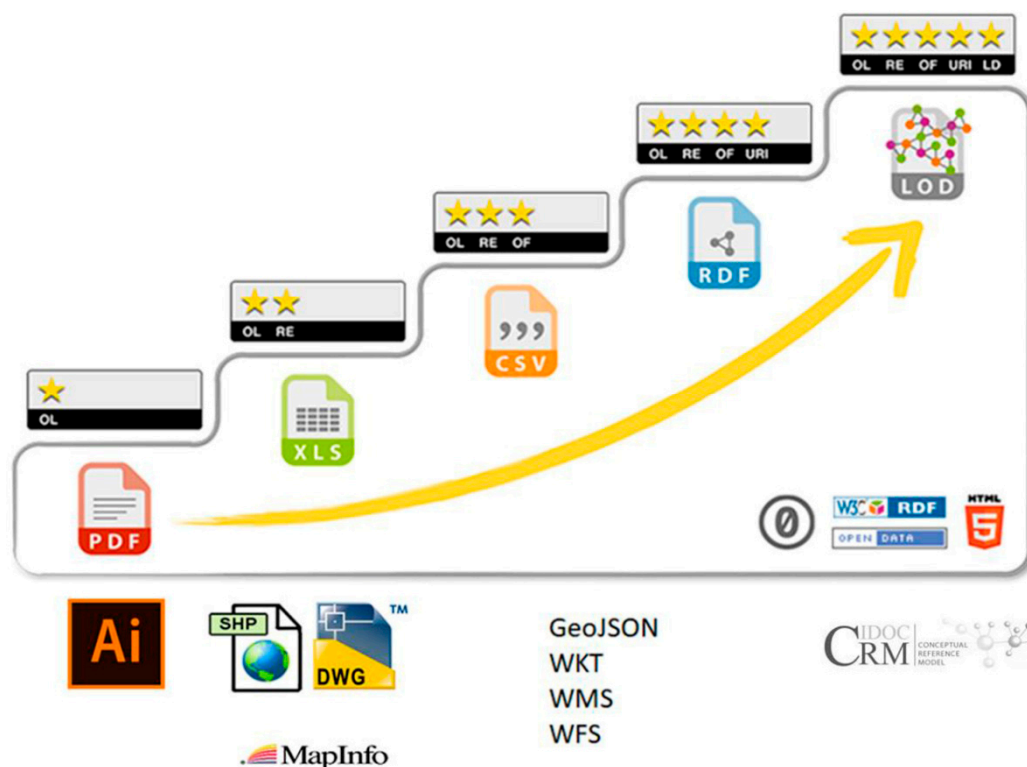 OL RE OF URI LD
OL RE OF URI
LOD
OL RE OF
RDF
OL RE
CSV
OL
XLS
PDF
0
W3C RDF
OPEN DATA
HTML
5
Ai
SHP
DWG
TM
GeoJSON
WKT
WMS
WFS
CIDOC
CRM
CONCEPTUAL
REFERENCE
MODEL
MapInfo